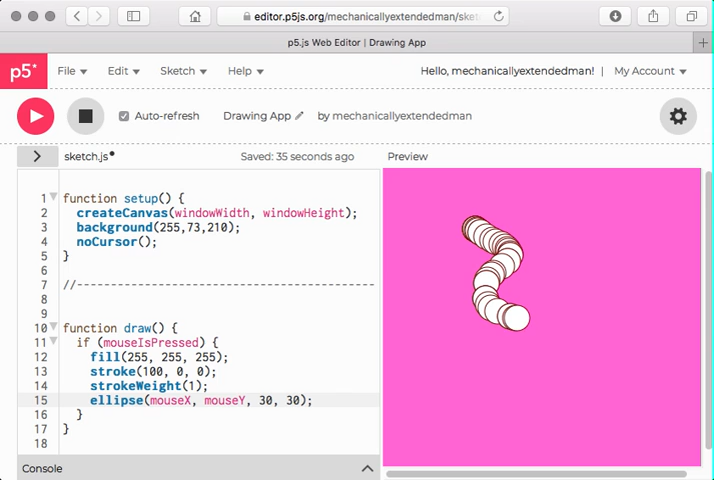 editor.p5js.org/mechanicallyextendedman/sket
p5.js Web Editor | Drawing App
p5* File Edit Sketch Help Hello, mechanicallyextendedman! | My Account
Auto-refresh Drawing App by mechanicallyextendedman
sketch.js Saved: 35 seconds ago Preview
1 function setup() {
2 createCanvas(windowWidth, windowHeight);
3 background(255,73,210);
4 noCursor();
5 }
6
7 //-----------------------------------------
8
9
10 function draw() {
11 if (mouseIsPressed) {
12 fill(255, 255, 255);
13 stroke(100, 0, 0);
14 strokeWeight(1);
15 ellipse(mouseX, mouseY, 30, 30);
16 }
17 }
18
Console